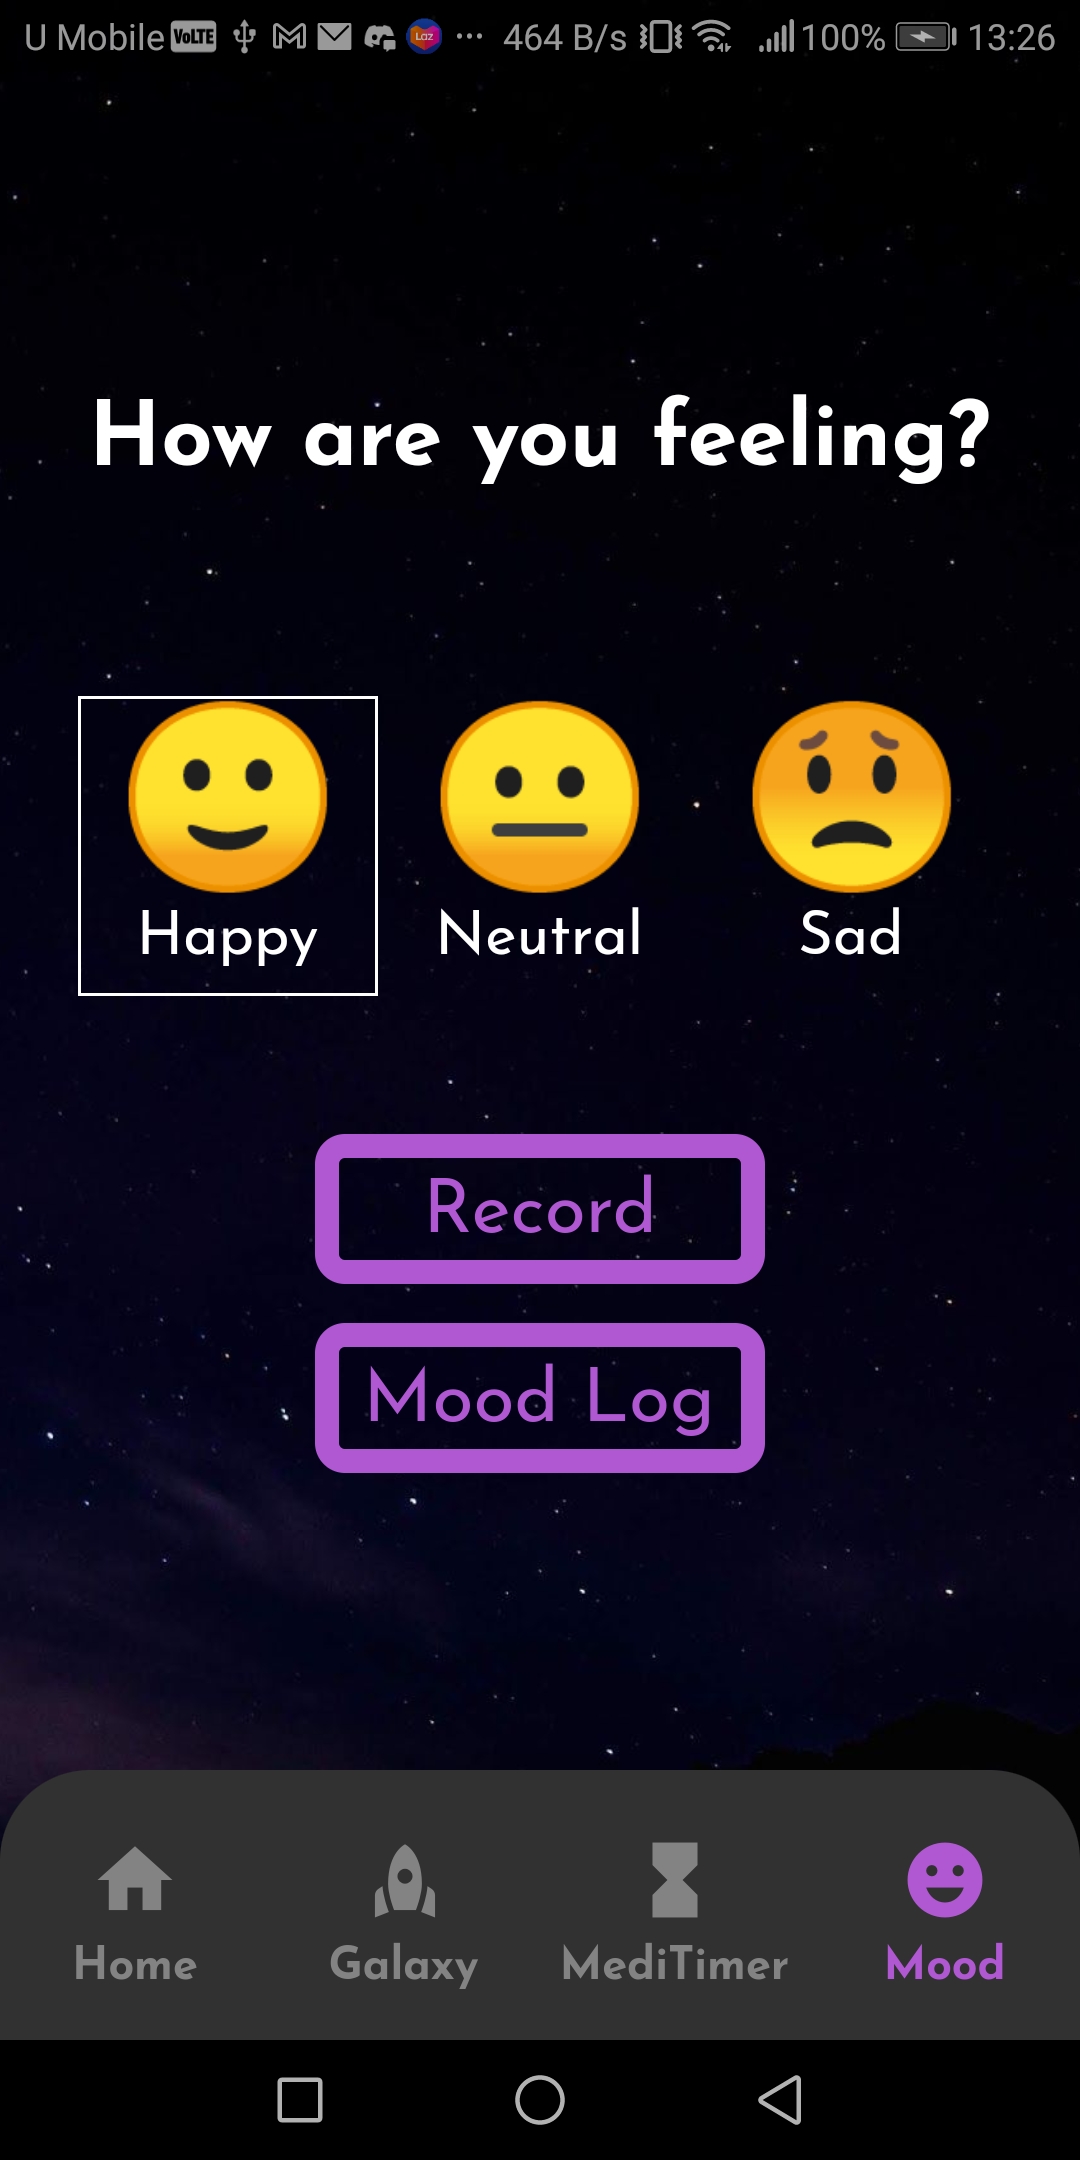 U Mobile VoLTE Laz ... 464 B/s 100% 13:26
How are you feeling?
Happy Neutral Sad
Record
Mood Log
Home Galaxy MediTimer Mood